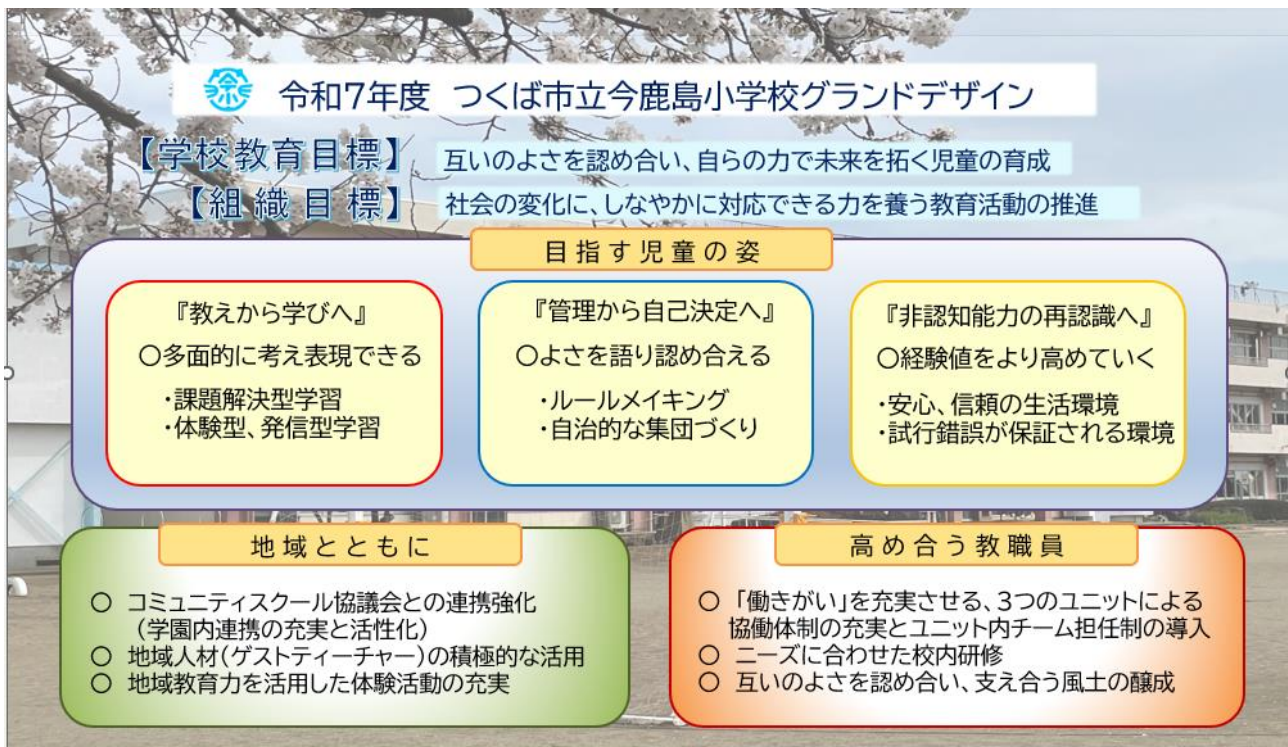 令和7年度 つくば市立今鹿島小学校グランドデザイン
【学校教育目標】 互いのよさを認め合い、自らの力で未来を拓く児童の育成
【組織目標】 社会の変化に、しなやかに対応できる力を養う教育活動の推進
目指す児童の姿
『教えから学びへ』
〇多面的に考え表現できる
・課題解決型学習
・体験型、発信型学習
『管理から自己決定へ』
〇よさを語り認め合える
・ルールメイキング
・自治的な集団づくり
『非認知能力の再認識へ』
〇経験値をより高めていく
・安心、信頼の生活環境
・試行錯誤が保証される環境
地域とともに
〇 コミュニティスクール協議会との連携強化
（学園内連携の充実と活性化）
〇 地域人材（ゲストティーチャー）の積極的な活用
〇 地域教育力を活用した体験活動の充実
高め合う教職員
〇 「働きがい」を充実させる、３つのユニットによる
協働体制の充実とユニット内チーム担任制の導入
〇 ニーズに合わせた校内研修
〇 互いのよさを認め合い、支え合う風土の醸成